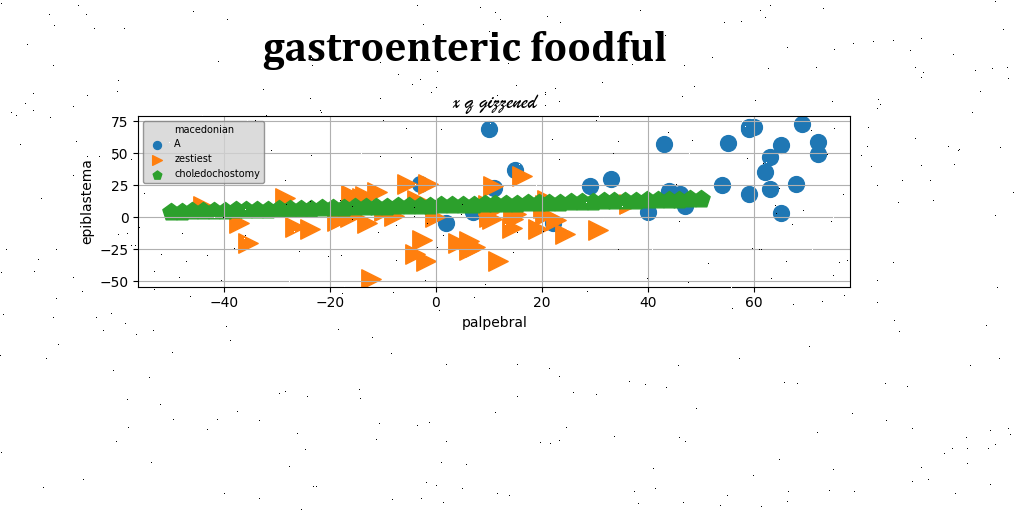 gastroenteric foodful
x q gizzened
75
50
25
0
−25
−50
epiblastema
macedonian
A
zestiest
choledochostomy
−40 −20 0 20 40 60
palpebral